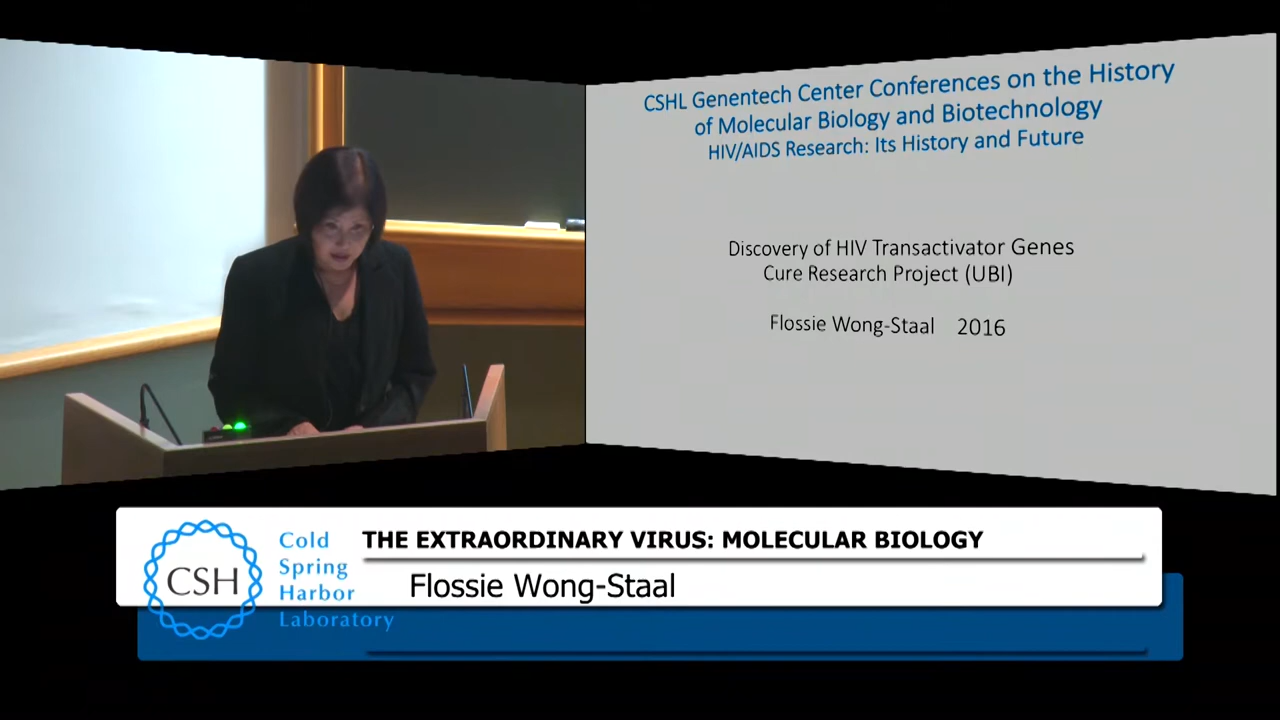 CSHL Genentech Center Conferences on the History
of Molecular Biology and Biotechnology
HIV/AIDS Research: Its History and Future
Discovery of HIV Transactivator Genes
Cure Research Project (UBI)
Flossie Wong-Staal 2016
CSH
Cold
Spring
Harbor
Laboratory
THE EXTRAORDINARY VIRUS: MOLECULAR BIOLOGY
Flossie Wong-Staal